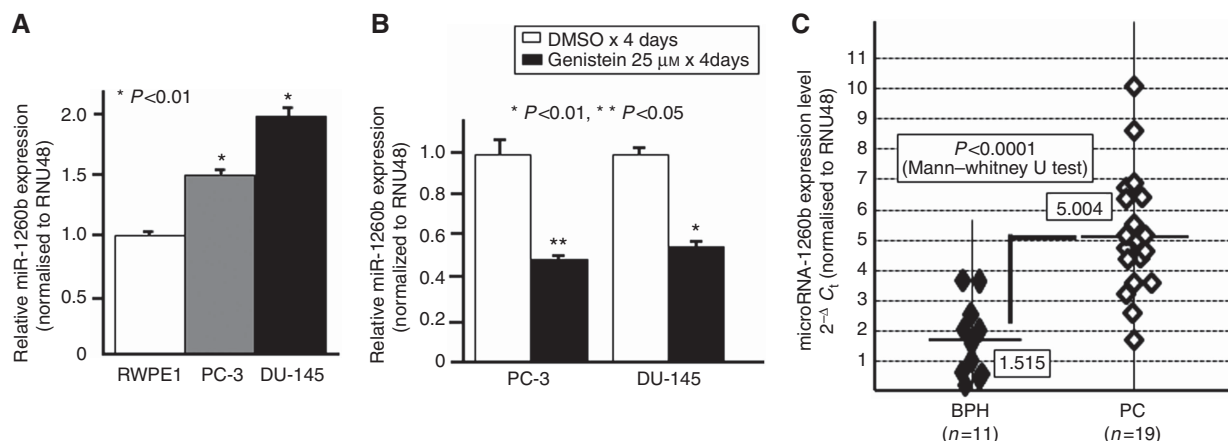 A
Relative miR-1260b expression
(normalised to RNU48)
* P<0.01
2.0
1.5
1.0
0.5
0
*
*
RWPE1 PC-3 DU-145
B
DMSO x 4 days
Genistein 25 μM x 4days
Relative miR-1260b expression
(normalized to RNU48)
* P<0.01, * * P<0.05
1.0
0.8
0.6
0.4
0.2
0
**
*
PC-3 DU-145
C
microRNA-1260b expression level
2^−Δ Ct (normalised to RNU48)
11
10
9
8
7
6
5
4
3
2
1
P<0.0001
(Mann–whitney U test)
5.004
1.515
BPH PC
(n=11) (n=19)